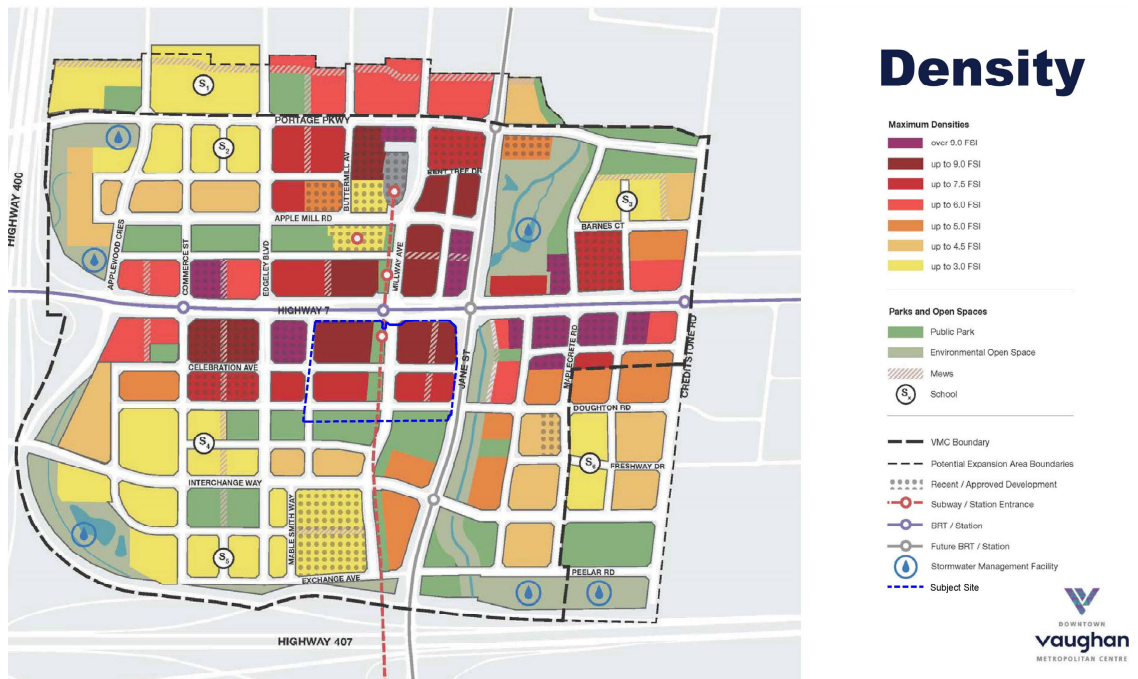 Density
Maximum Densities
over 9.0 FSI
up to 9.0 FSI
up to 7.5 FSI
up to 6.0 FSI
up to 5.0 FSI
up to 4.5 FSI
up to 3.0 FSI
Parks and Open Spaces
Public Park
Environmental Open Space
Mews
Sx School
VMC Boundary
Potential Expansion Area Boundaries
Recent / Approved Development
Subway / Station Entrance
BRT / Station
Future BRT / Station
Stormwater Management Facility
Subject Site
DOWNTOWN
vaughan
METROPOLITAN CENTRE
S1
PORTAGE PKWY
S2
HIGHWAY 400
BUTTERMILL AV
S3
APPLE MILL RD
BARNES CT
APPLEWOOD CRES
COMMERCE ST
EDGELEY BLVD
MILLWAY AVE
HIGHWAY 7
JANE ST
MAPLECRETE RD
CREDITSTONE RD
CELEBRATION AVE
DOUGHTON RD
S4
FRESHWAY DR
INTERCHANGE WAY
MABLE SMITH WAY
S5
EXCHANGE AVE
PEELAR RD
HIGHWAY 407